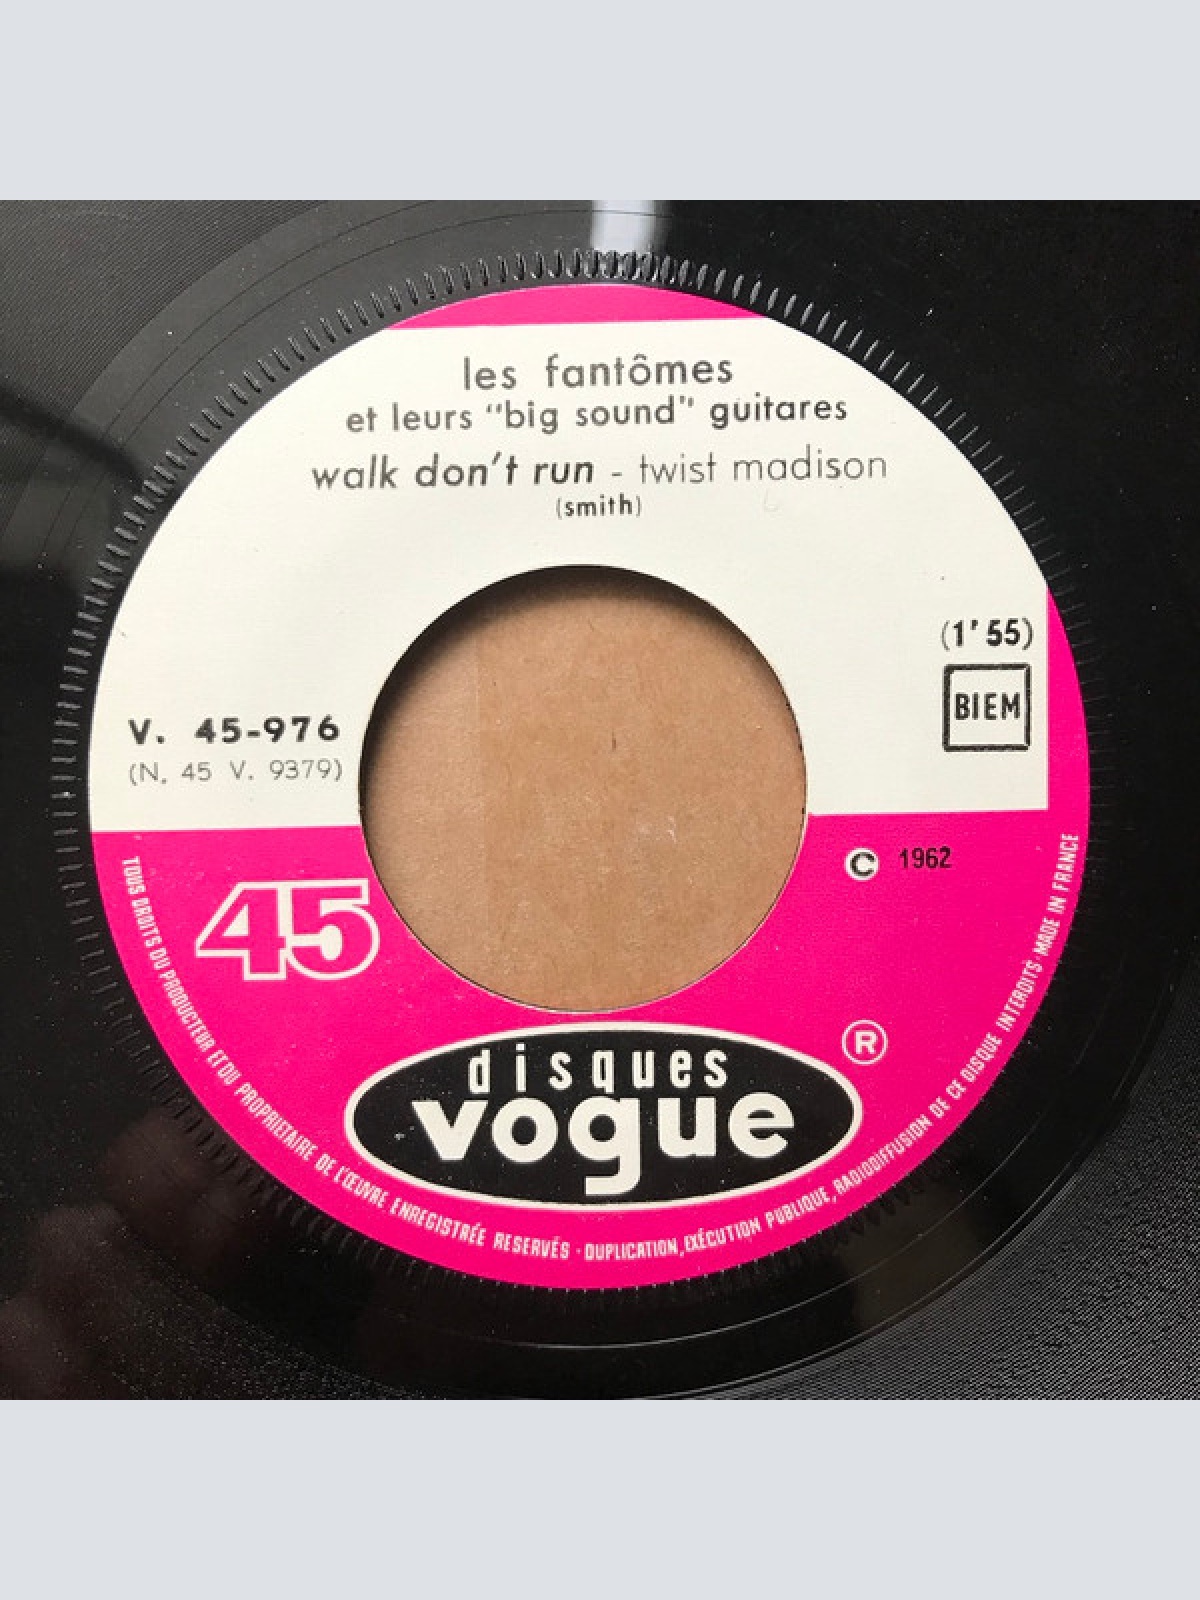 les fantômes
et leurs "big sound" guitares
walk don't run - twist madison
(smith)
(1'55)
BIEM
V. 45-976
(N. 45 V. 9379)
C 1962
45
disques
vogue
R
TOUS DROITS DU PRODUCTEUR ET DU PROPRIETAIRE DE L'ŒUVRE ENREGISTRÉE RESERVÉS · DUPLICATION, EXÉCUTION PUBLIQUE, RADIODIFFUSION DE CE DISQUE INTERDITS MADE IN FRANCE